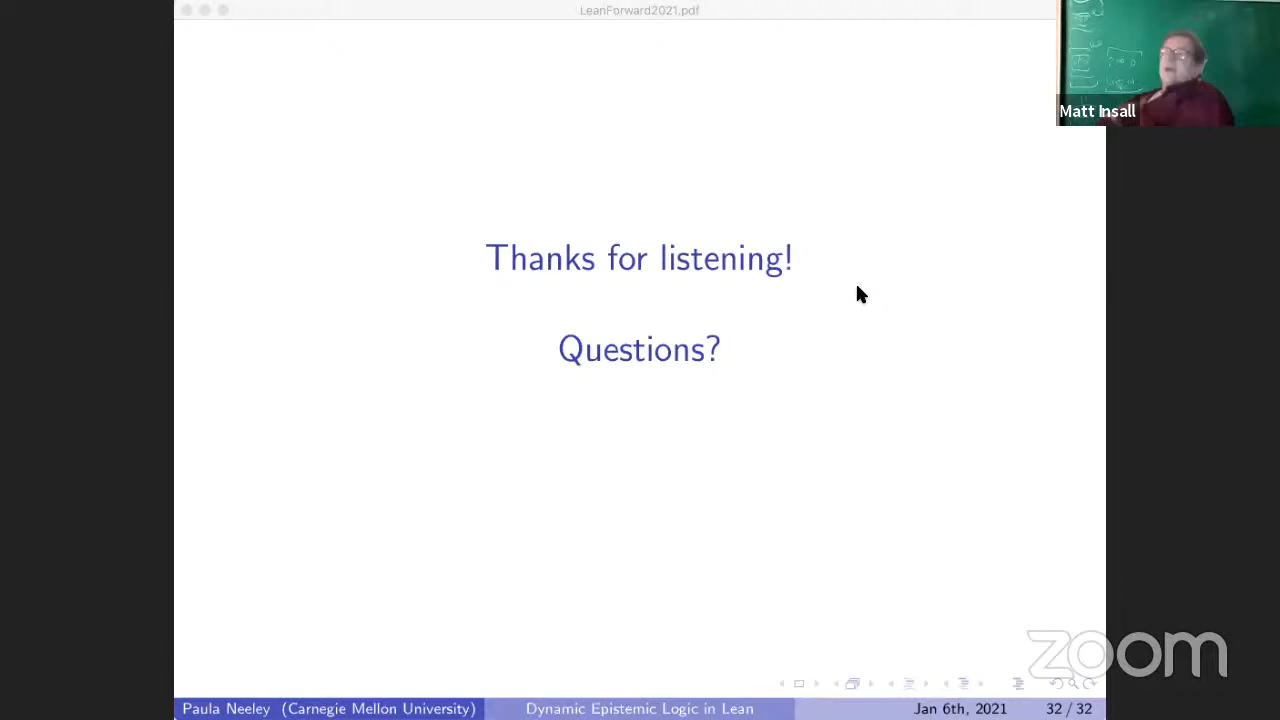 LeanForward2021.pdf
Matt Insall
Thanks for listening!
Questions?
zoom
Paula Neeley (Carnegie Mellon University) Dynamic Epistemic Logic in Lean Jan 6th, 2021 32 / 32